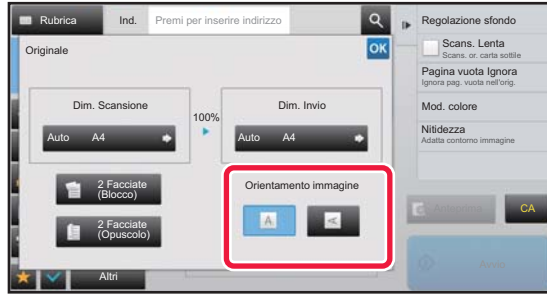 Rubrica
Ind.
Premi per inserire indirizzo
Regolazione sfondo
Originale
OK
Scans. Lenta
Scans. or. carta sottile
Pagina vuota Ignora
Ignora pag. vuota nell'orig.
Dim. Scansione
100%
Dim. Invio
Mod. colore
Auto A4
Auto A4
Nitidezza
Adatta contorno immagine
2 Facciate
(Blocco)
Orientamento immagine
A
A
2 Facciate
(Opuscolo)
Anteprima
CA
Avvio
Altri